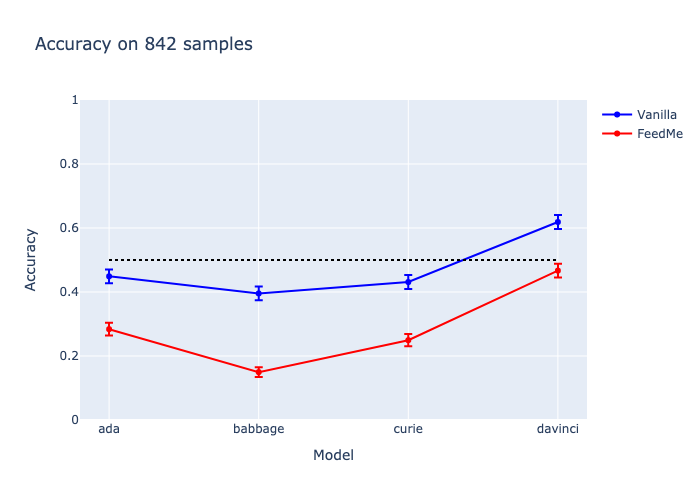 Accuracy on 842 samples
1
0.8
0.6
0.4
0.2
0
Accuracy
ada
babbage
curie
davinci
Model
Vanilla
FeedMe